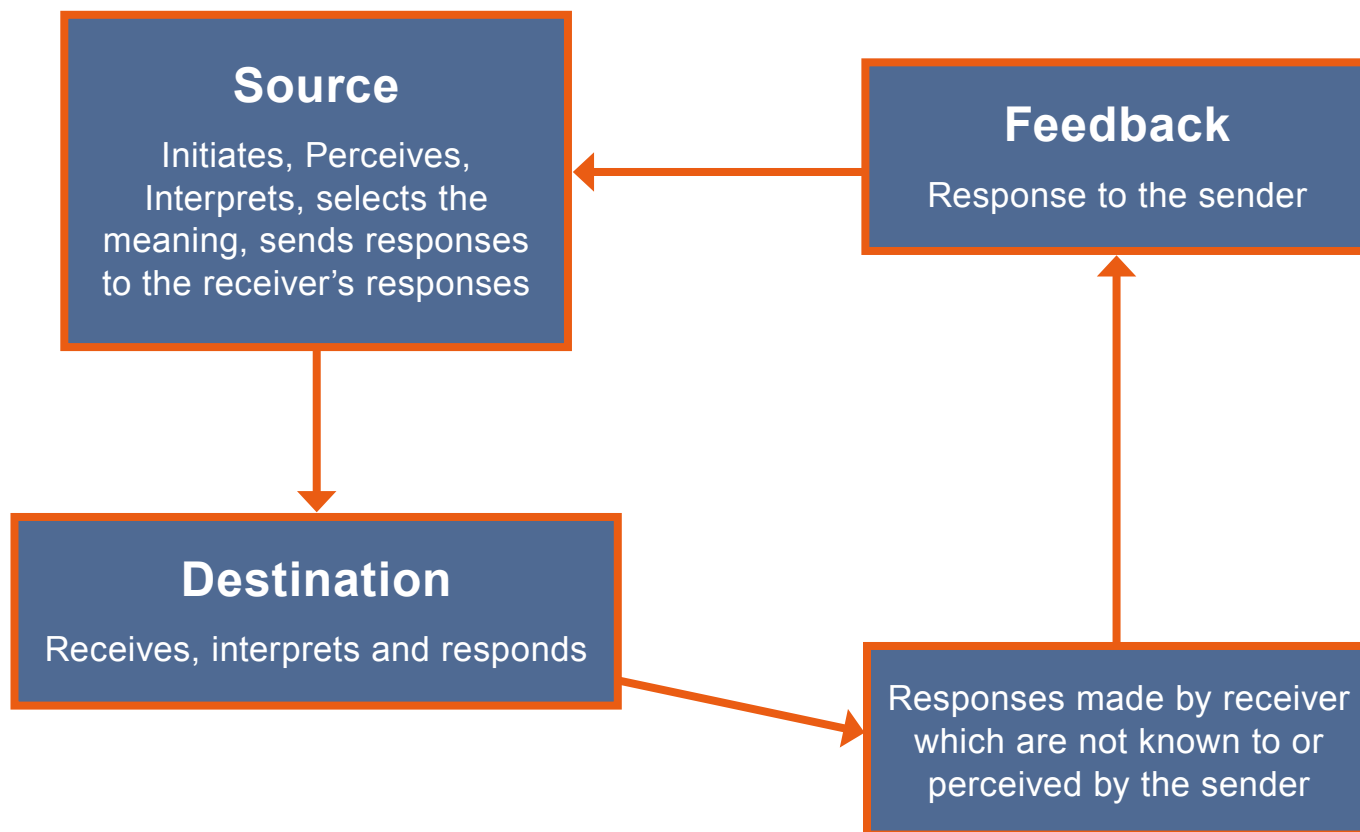 Source
Initiates, Perceives,
Interprets, selects the
meaning, sends responses
to the receiver’s responses
Feedback
Response to the sender
Destination
Receives, interprets and responds
Responses made by receiver
which are not known to or
perceived by the sender